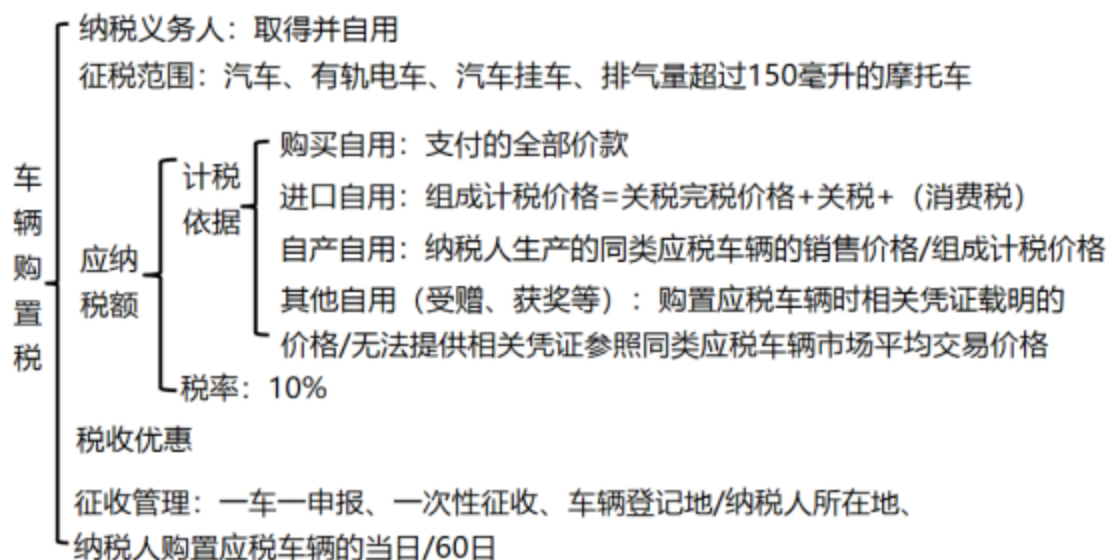 纳税义务人：取得并自用
征税范围：汽车、有轨电车、汽车挂车、排气量超过150毫升的摩托车
车辆购置税
应纳
税额
计税
依据
购买自用：支付的全部价款
进口自用：组成计税价格=关税完税价格+关税+（消费税）
自产自用：纳税人生产的同类应税车辆的销售价格/组成计税价格
其他自用（受赠、获奖等）：购置应税车辆时相关凭证载明的
价格/无法提供相关凭证参照同类应税车辆市场平均交易价格
税率：10%
税收优惠
征收管理：一车一申报、一次性征收、车辆登记地/纳税人所在地、
纳税人购置应税车辆的当日/60日